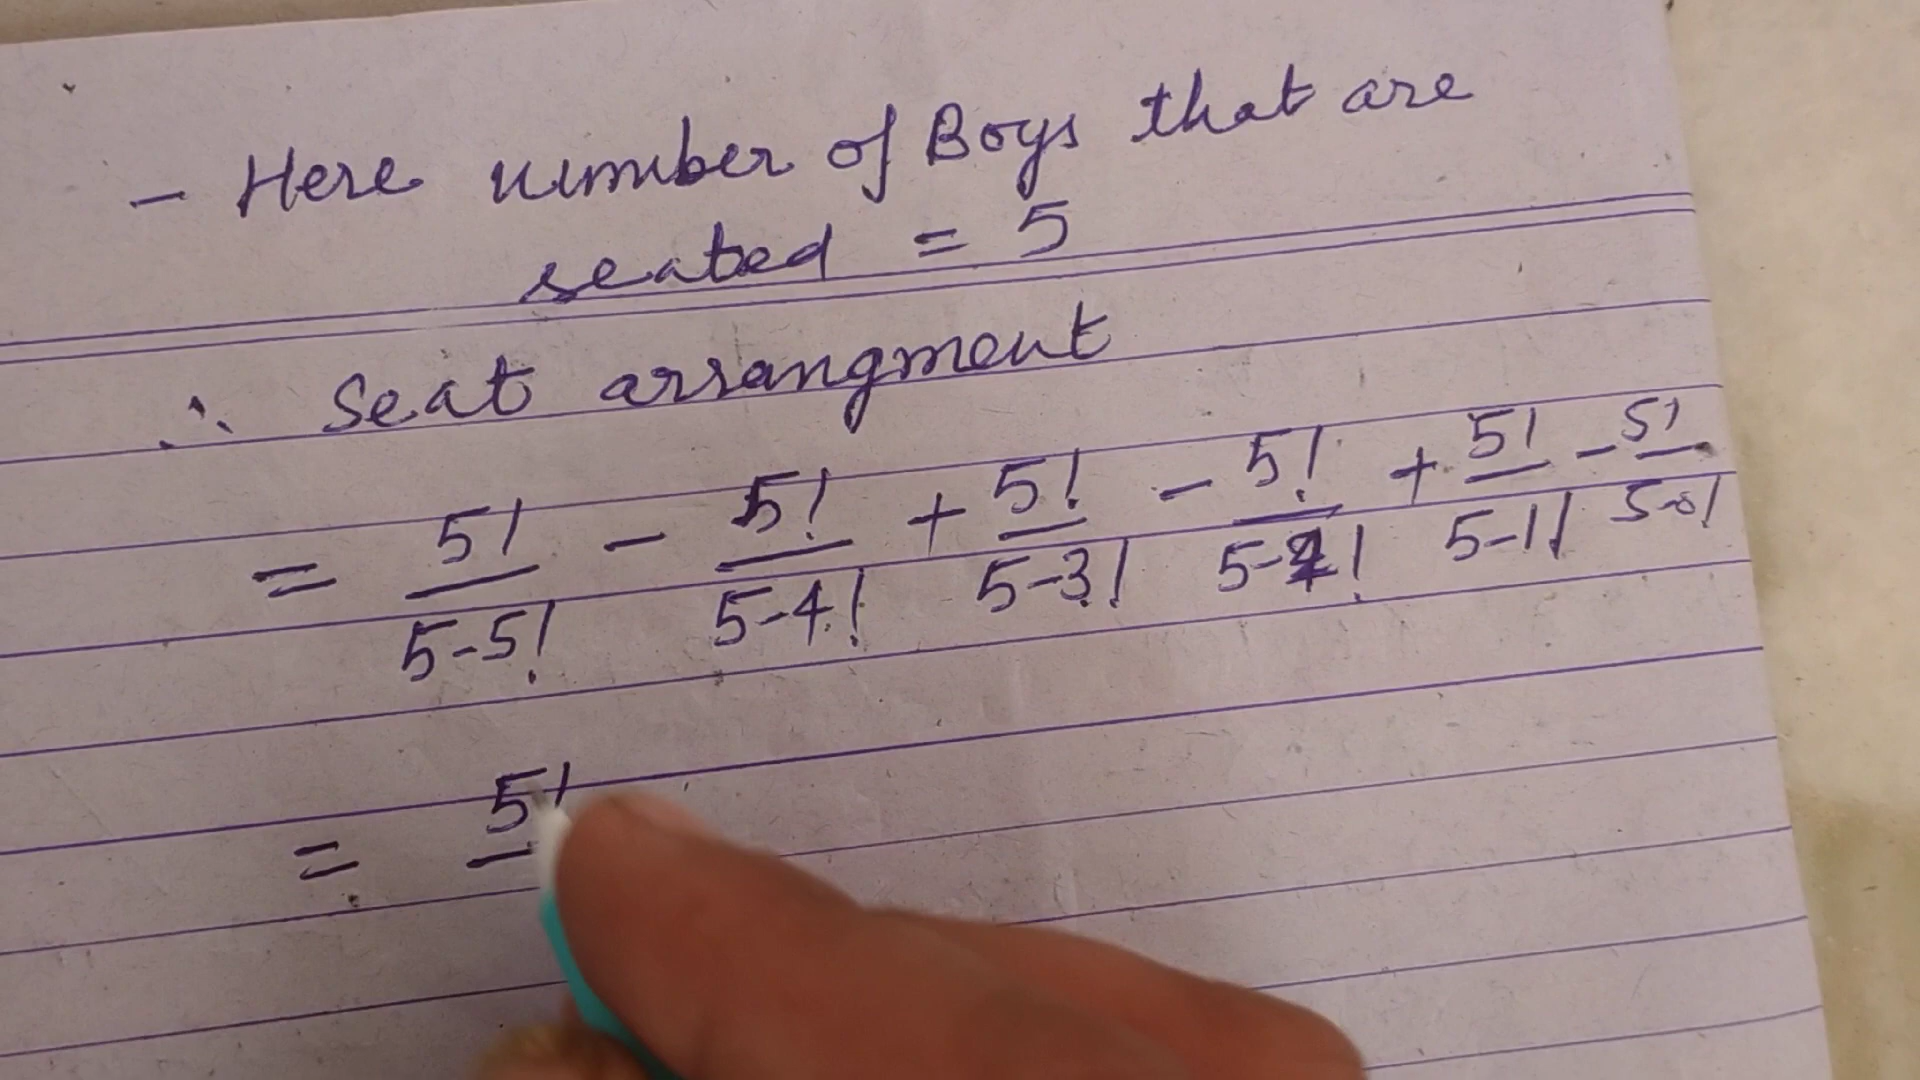 - Here number of Boys that are
seated = 5
∴ Seat arrangment
= 5!/5-5! - 5!/5-4! + 5!/5-3! - 5!/5-2! + 5!/5-1! - 5!/5-0!
= 5!